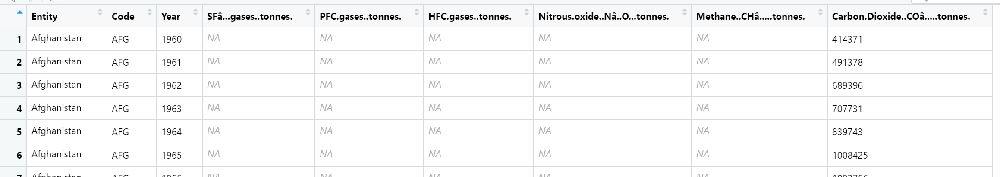 Entity Code Year SFâ...gases..tonnes. PFC.gases..tonnes. HFC.gases..tonnes. Nitrous.oxide..Nâ..O...tonnes. Methane..CHâ.....tonnes. Carbon.Dioxide..COâ.....tonnes.
1 Afghanistan AFG 1960 NA NA NA NA NA 414371
2 Afghanistan AFG 1961 NA NA NA NA NA 491378
3 Afghanistan AFG 1962 NA NA NA NA NA 689396
4 Afghanistan AFG 1963 NA NA NA NA NA 707731
5 Afghanistan AFG 1964 NA NA NA NA NA 839743
6 Afghanistan AFG 1965 NA NA NA NA NA 1008425
7 Afghanistan AFG 1966 NA NA NA NA NA